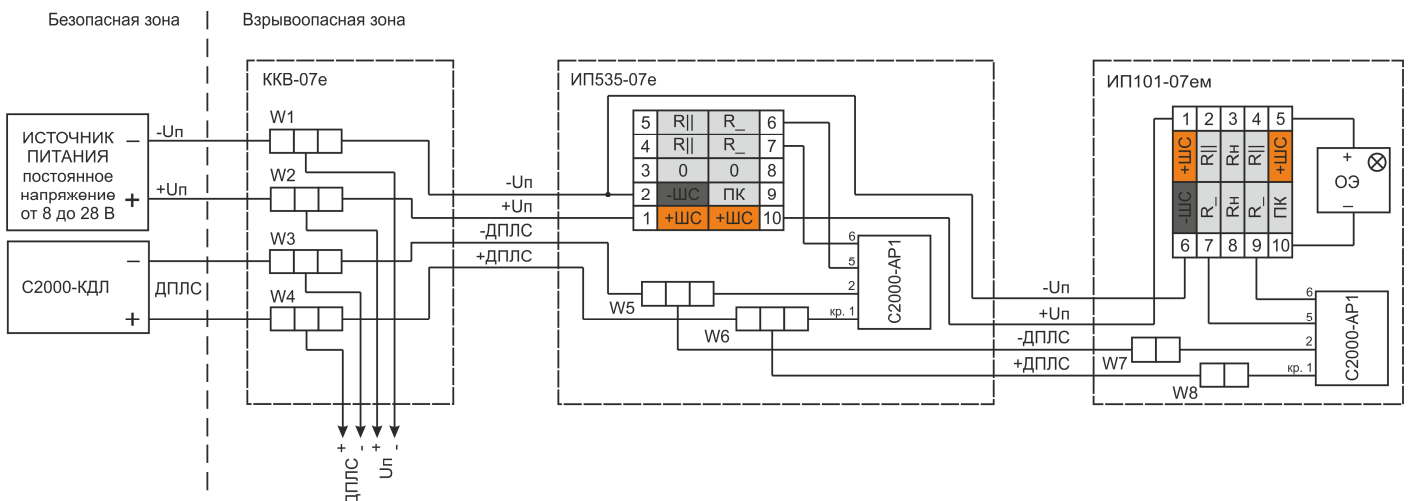 Безопасная зона
Взрывоопасная зона
ККВ-07е
ИП535-07е
ИП101-07ем
ИСТОЧНИК
ПИТАНИЯ
постоянное
напряжение
от 8 до 28 В
–
+
-Uп
+Uп
С2000-КДЛ
–
+
ДПЛС
W1
W2
W3
W4
-Uп
+Uп
-ДПЛС
+ДПЛС
5 R|| R_ 6
4 R|| R_ 7
3 0 0 8
2 -ШС ПК 9
1 +ШС +ШС 10
W5
W6
6
5
2
кр. 1
С2000-АР1
-Uп
+Uп
-ДПЛС
+ДПЛС
1 2 3 4 5
+ШС R|| Rн R|| +ШС
-ШС R_ Rн R_ ПК
6 7 8 9 10
+
ОЭ
–
W7
W8
6
5
2
кр. 1
С2000-АР1
+ - + -
ДПЛС Uп